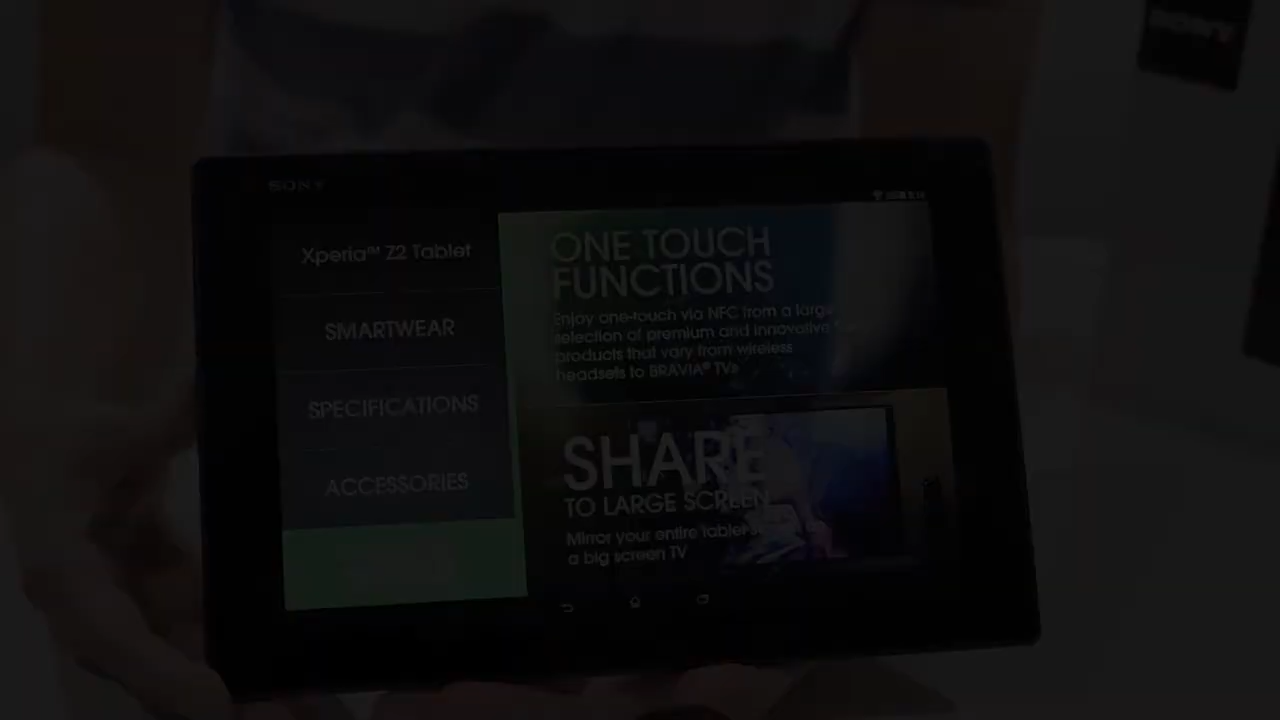 SONY
Xperia™ Z2 Tablet
SMARTWEAR
SPECIFICATIONS
ACCESSORIES
ONE TOUCH
FUNCTIONS
Enjoy one-touch via NFC from a large
selection of premium and innovative
products that vary from wireless
headsets to BRAVIA® TVs
SHARE
TO LARGE SCREEN
Mirror your entire tablet
a big screen TV